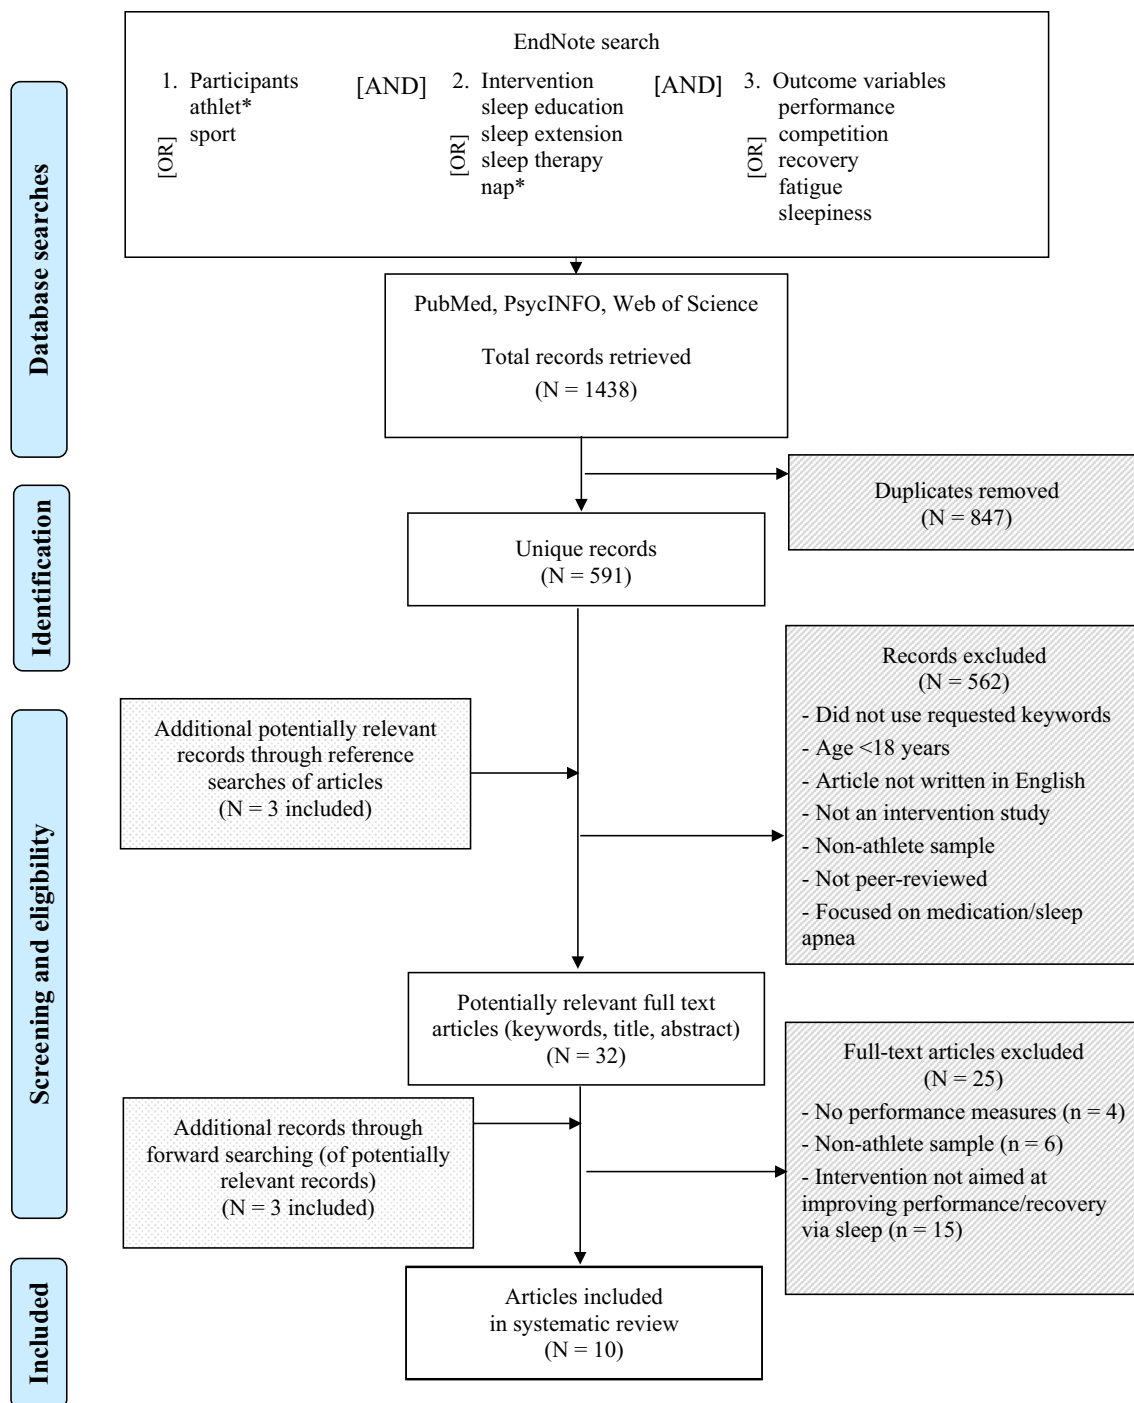 EndNote search
1. Participants
athlet*
sport
[OR]
[AND]
2. Intervention
sleep education
sleep extension
sleep therapy
nap*
[OR]
[AND]
3. Outcome variables
performance
competition
recovery
fatigue
sleepiness
[OR]
Database searches
PubMed, PsycINFO, Web of Science
Total records retrieved
(N = 1438)
Duplicates removed
(N = 847)
Identification
Unique records
(N = 591)
Records excluded
(N = 562)
- Did not use requested keywords
- Age <18 years
- Article not written in English
- Not an intervention study
- Non-athlete sample
- Not peer-reviewed
- Focused on medication/sleep
apnea
Additional potentially relevant
records through reference
searches of articles
(N = 3 included)
Screening and eligibility
Potentially relevant full text
articles (keywords, title, abstract)
(N = 32)
Full-text articles excluded
(N = 25)
- No performance measures (n = 4)
- Non-athlete sample (n = 6)
- Intervention not aimed at
improving performance/recovery
via sleep (n = 15)
Additional records through
forward searching (of potentially
relevant records)
(N = 3 included)
Included
Articles included
in systematic review
(N = 10)